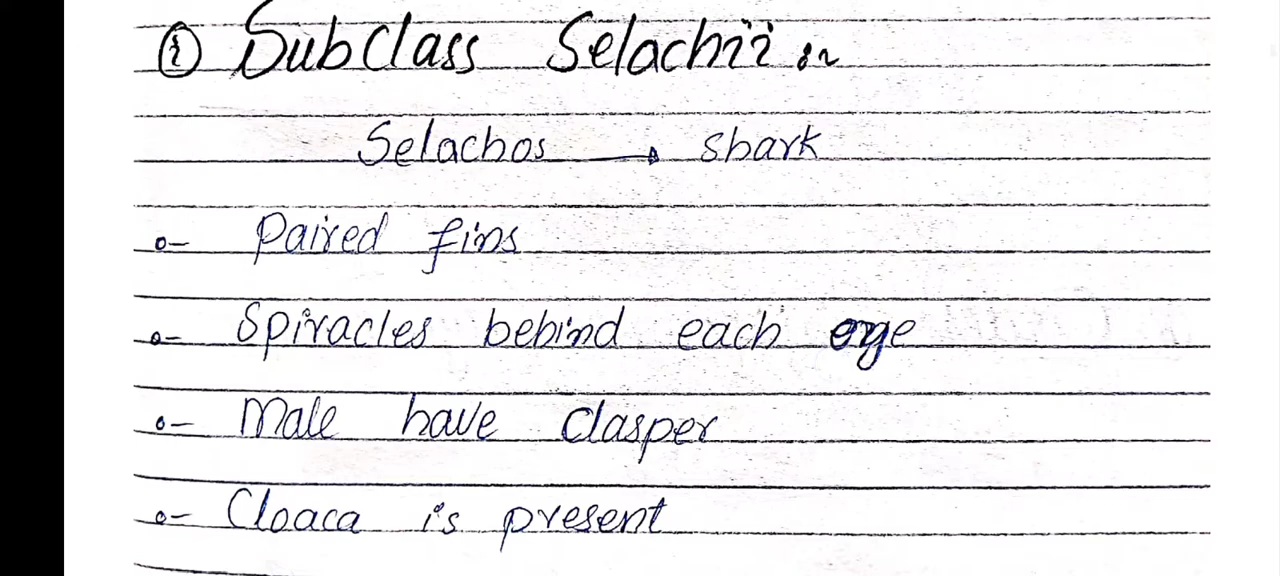 ① Subclass Selachii :~
Selachos → shark
o- Paired fins
o- Spiracles behind each eye
o- Male have clasper
o- Cloaca is present